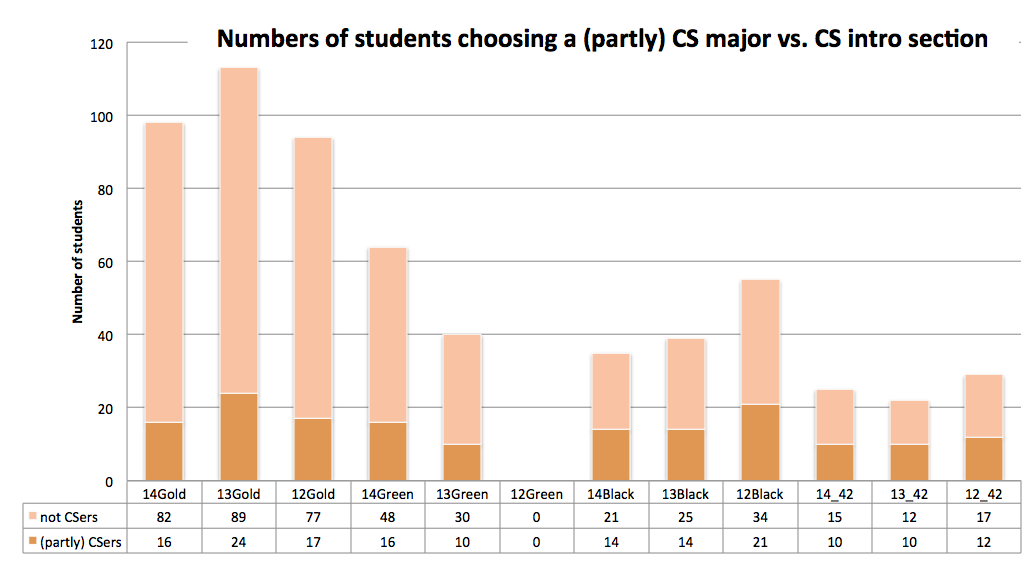 Numbers of students choosing a (partly) CS major vs. CS intro section
120
100
80
60
40
20
0
Number of students
14Gold 13Gold 12Gold 14Green 13Green 12Green 14Black 13Black 12Black 14_42 13_42 12_42
not CSers 82 89 77 48 30 0 21 25 34 15 12 17
(partly) CSers 16 24 17 16 10 0 14 14 21 10 10 12